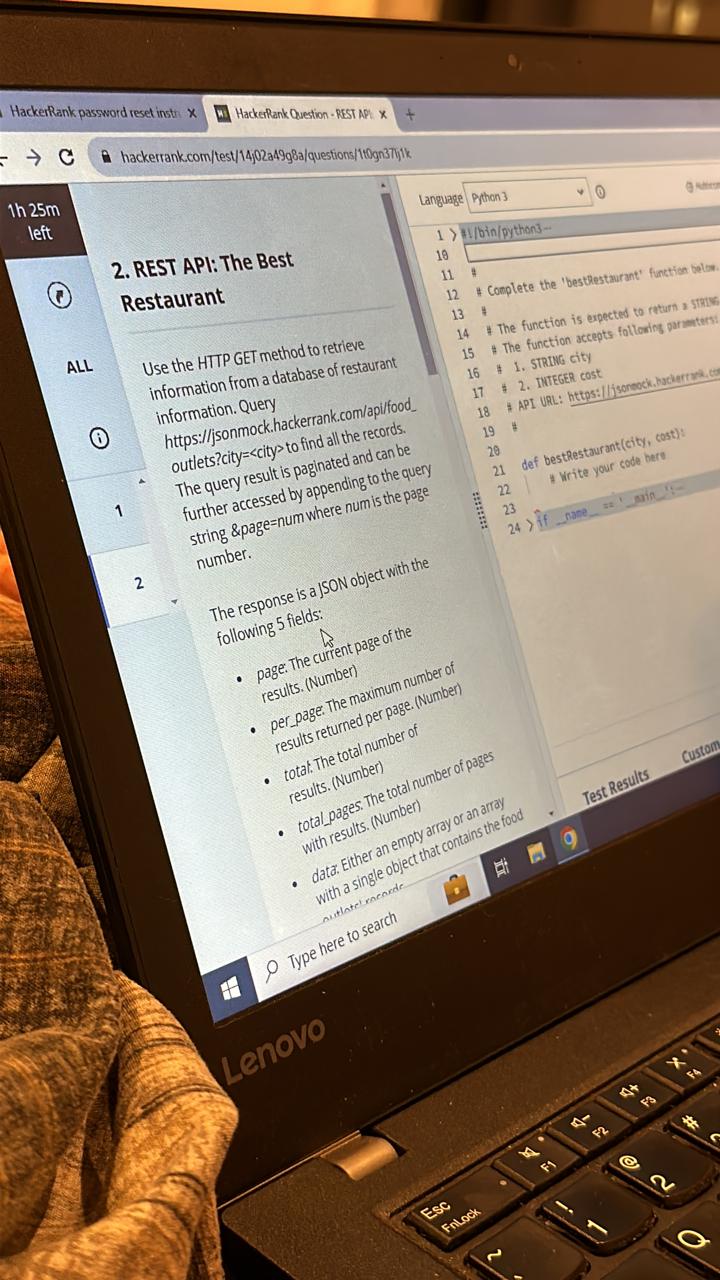 HackerRank password reset instr
HackerRank Question - REST API:
hackerrank.com/test/14j02a49g8a/questions/
1h 25m
left
ALL
1
2
2. REST API: The Best
Restaurant
Use the HTTP GET method to retrieve
information from a database of restaurant
information. Query
https://jsonmock.hackerrank.com/api/food_
outlets?city=<city> to find all the records.
The query result is paginated and can be
further accessed by appending to the query
string &page=num where num is the page
number.
The response is a JSON object with the
following 5 fields:
• page: The current page of the
results. (Number)
• per_page: The maximum number of
results returned per page. (Number)
• total: The total number of
results. (Number)
• total_pages: The total number of pages
with results. (Number)
• data: Either an empty array or an array
with a single object that contains the food
outlets' records
Language Python 3
1 #!/bin/python3
10
11 #
12 # Complete the 'bestRestaurant' function below.
13 #
14 # The function is expected to return a STRING
15 # The function accepts following parameters:
16 # 1. STRING city
17 # 2. INTEGER cost
18 # API URL: https://jsonmock.hackerrank.co
19 #
20
21 def bestRestaurant(city, cost):
22 # Write your code here
23
24 if __name__ == '__main__':
Test Results
Custom
Type here to search
Lenovo
Esc
FnLock
F1
F2
F3
F4
~
!
1
@
2
#
Q